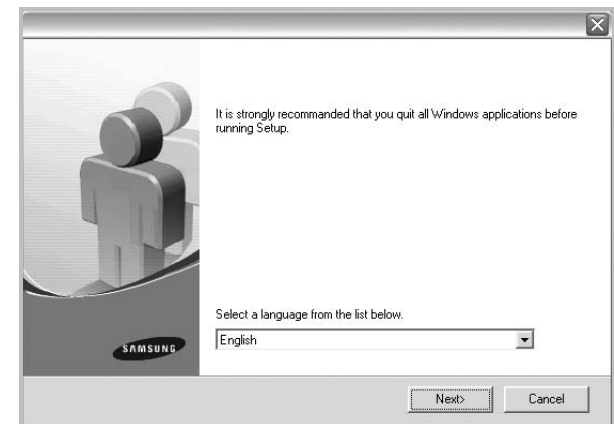 It is strongly recommanded that you quit all Windows applications before
running Setup.
Select a language from the list below.
English
SAMSUNG
Next>
Cancel